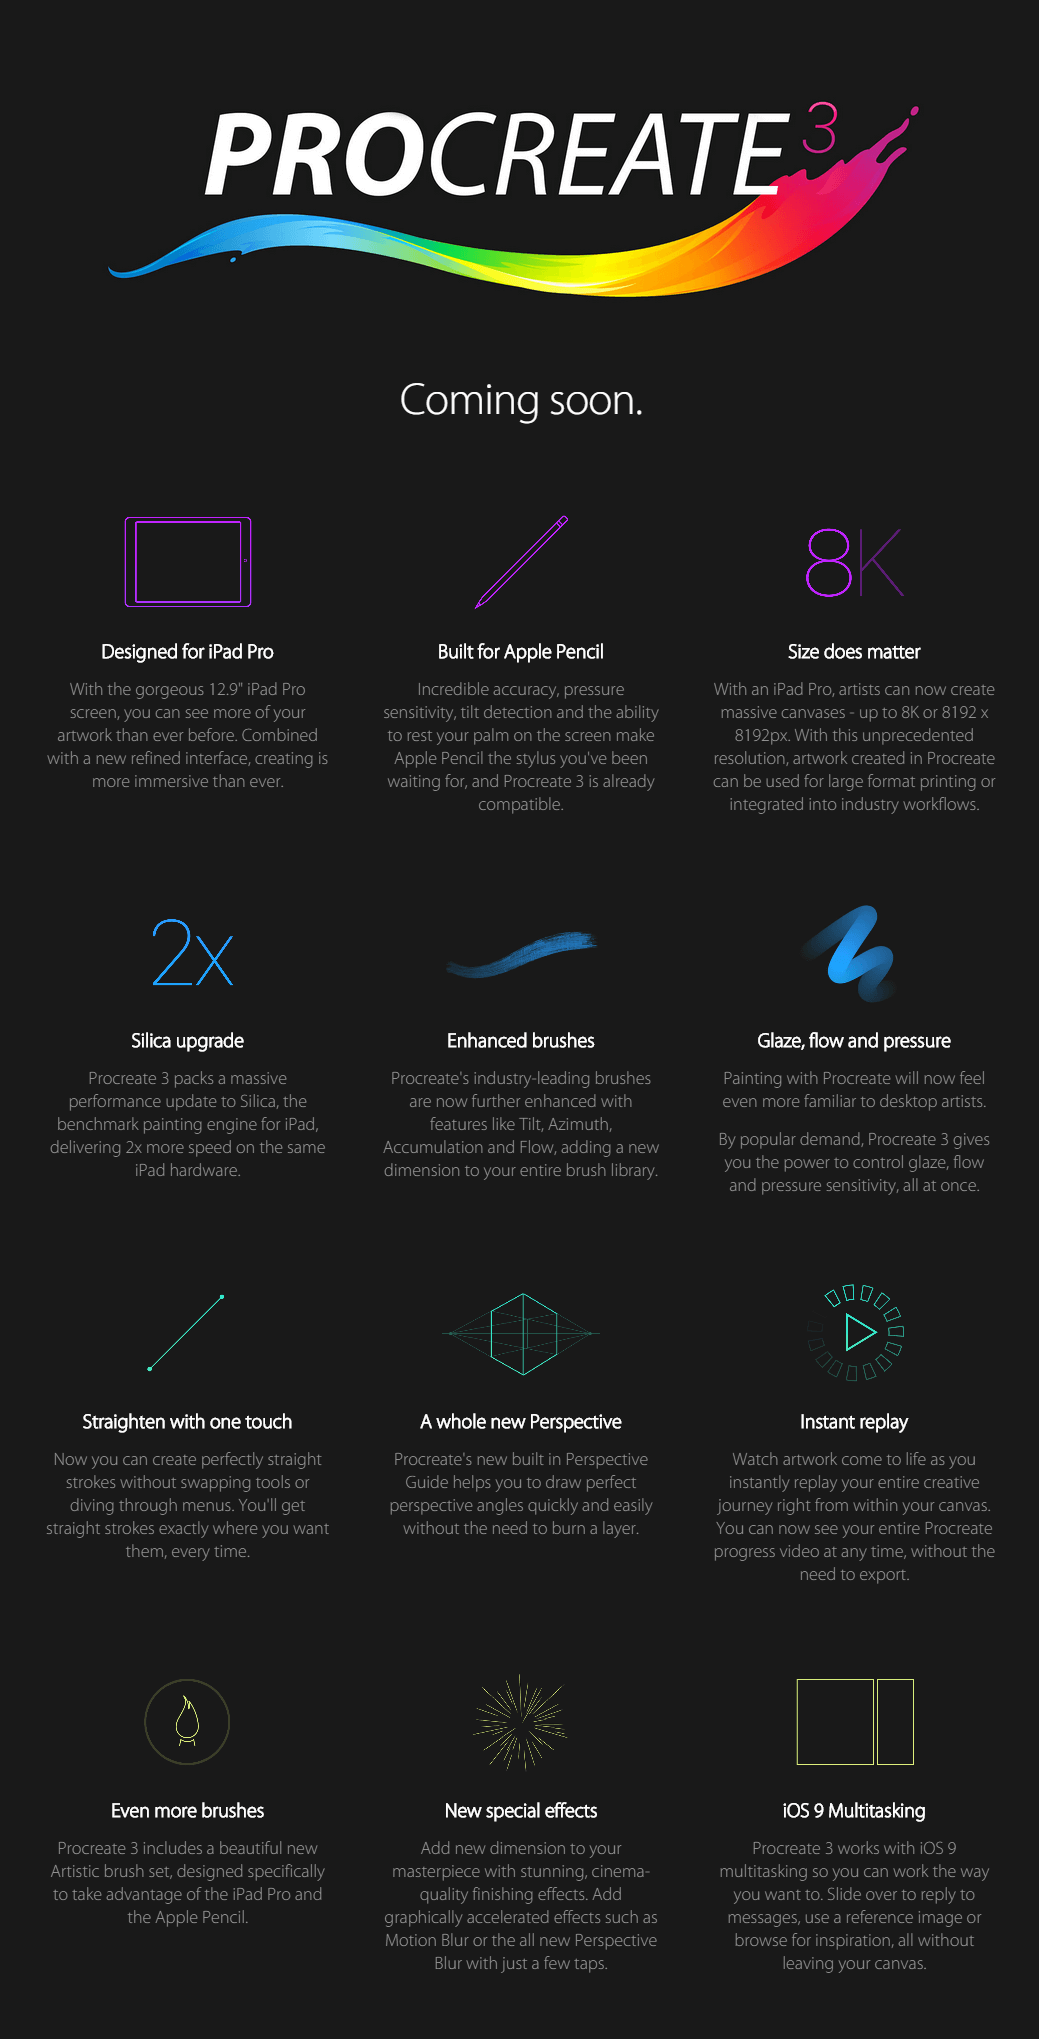 PROCREATE 3
Coming soon.
8K
Designed for iPad Pro
With the gorgeous 12.9" iPad Pro
screen, you can see more of your
artwork than ever before. Combined
with a new refined interface, creating is
more immersive than ever.
Built for Apple Pencil
Incredible accuracy, pressure
sensitivity, tilt detection and the ability
to rest your palm on the screen make
Apple Pencil the stylus you've been
waiting for, and Procreate 3 is already
compatible.
Size does matter
With an iPad Pro, artists can now create
massive canvases - up to 8K or 8192 x
8192px. With this unprecedented
resolution, artwork created in Procreate
can be used for large format printing or
integrated into industry workflows.
2x
Silica upgrade
Procreate 3 packs a massive
performance update to Silica, the
benchmark painting engine for iPad,
delivering 2x more speed on the same
iPad hardware.
Enhanced brushes
Procreate's industry-leading brushes
are now further enhanced with
features like Tilt, Azimuth,
Accumulation and Flow, adding a new
dimension to your entire brush library.
Glaze, flow and pressure
Painting with Procreate will now feel
even more familiar to desktop artists.
By popular demand, Procreate 3 gives
you the power to control glaze, flow
and pressure sensitivity, all at once.
Straighten with one touch
Now you can create perfectly straight
strokes without swapping tools or
diving through menus. You'll get
straight strokes exactly where you want
them, every time.
A whole new Perspective
Procreate's new built in Perspective
Guide helps you to draw perfect
perspective angles quickly and easily
without the need to burn a layer.
Instant replay
Watch artwork come to life as you
instantly replay your entire creative
journey right from within your canvas.
You can now see your entire Procreate
progress video at any time, without the
need to export.
Even more brushes
Procreate 3 includes a beautiful new
Artistic brush set, designed specifically
to take advantage of the iPad Pro and
the Apple Pencil.
New special effects
Add new dimension to your
masterpiece with stunning, cinema-
quality finishing effects. Add
graphically accelerated effects such as
Motion Blur or the all new Perspective
Blur with just a few taps.
iOS 9 Multitasking
Procreate 3 works with iOS 9
multitasking so you can work the way
you want to. Slide over to reply to
messages, use a reference image or
browse for inspiration, all without
leaving your canvas.